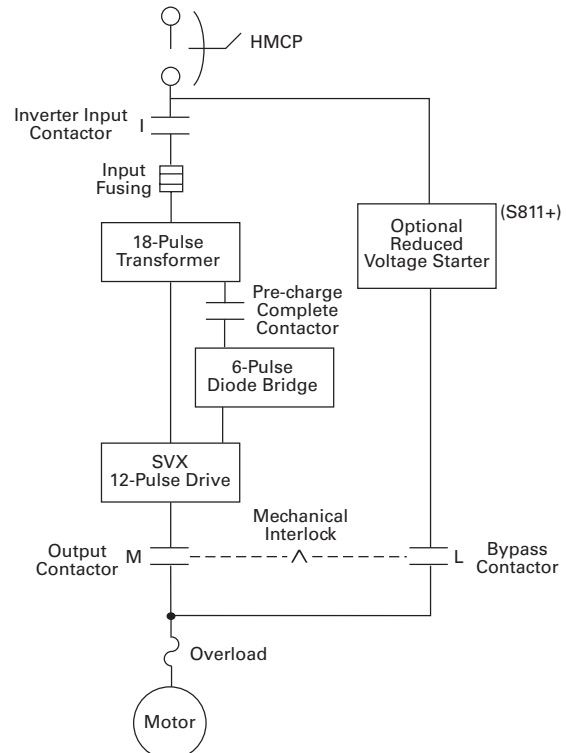 HMCP
Inverter Input
Contactor
I
Input
Fusing
(S811+)
Optional
Reduced
Voltage Starter
18-Pulse
Transformer
Pre-charge
Complete
Contactor
6-Pulse
Diode Bridge
SVX
12-Pulse Drive
Mechanical
Interlock
Output
Contactor
M
L
Bypass
Contactor
Overload
Motor